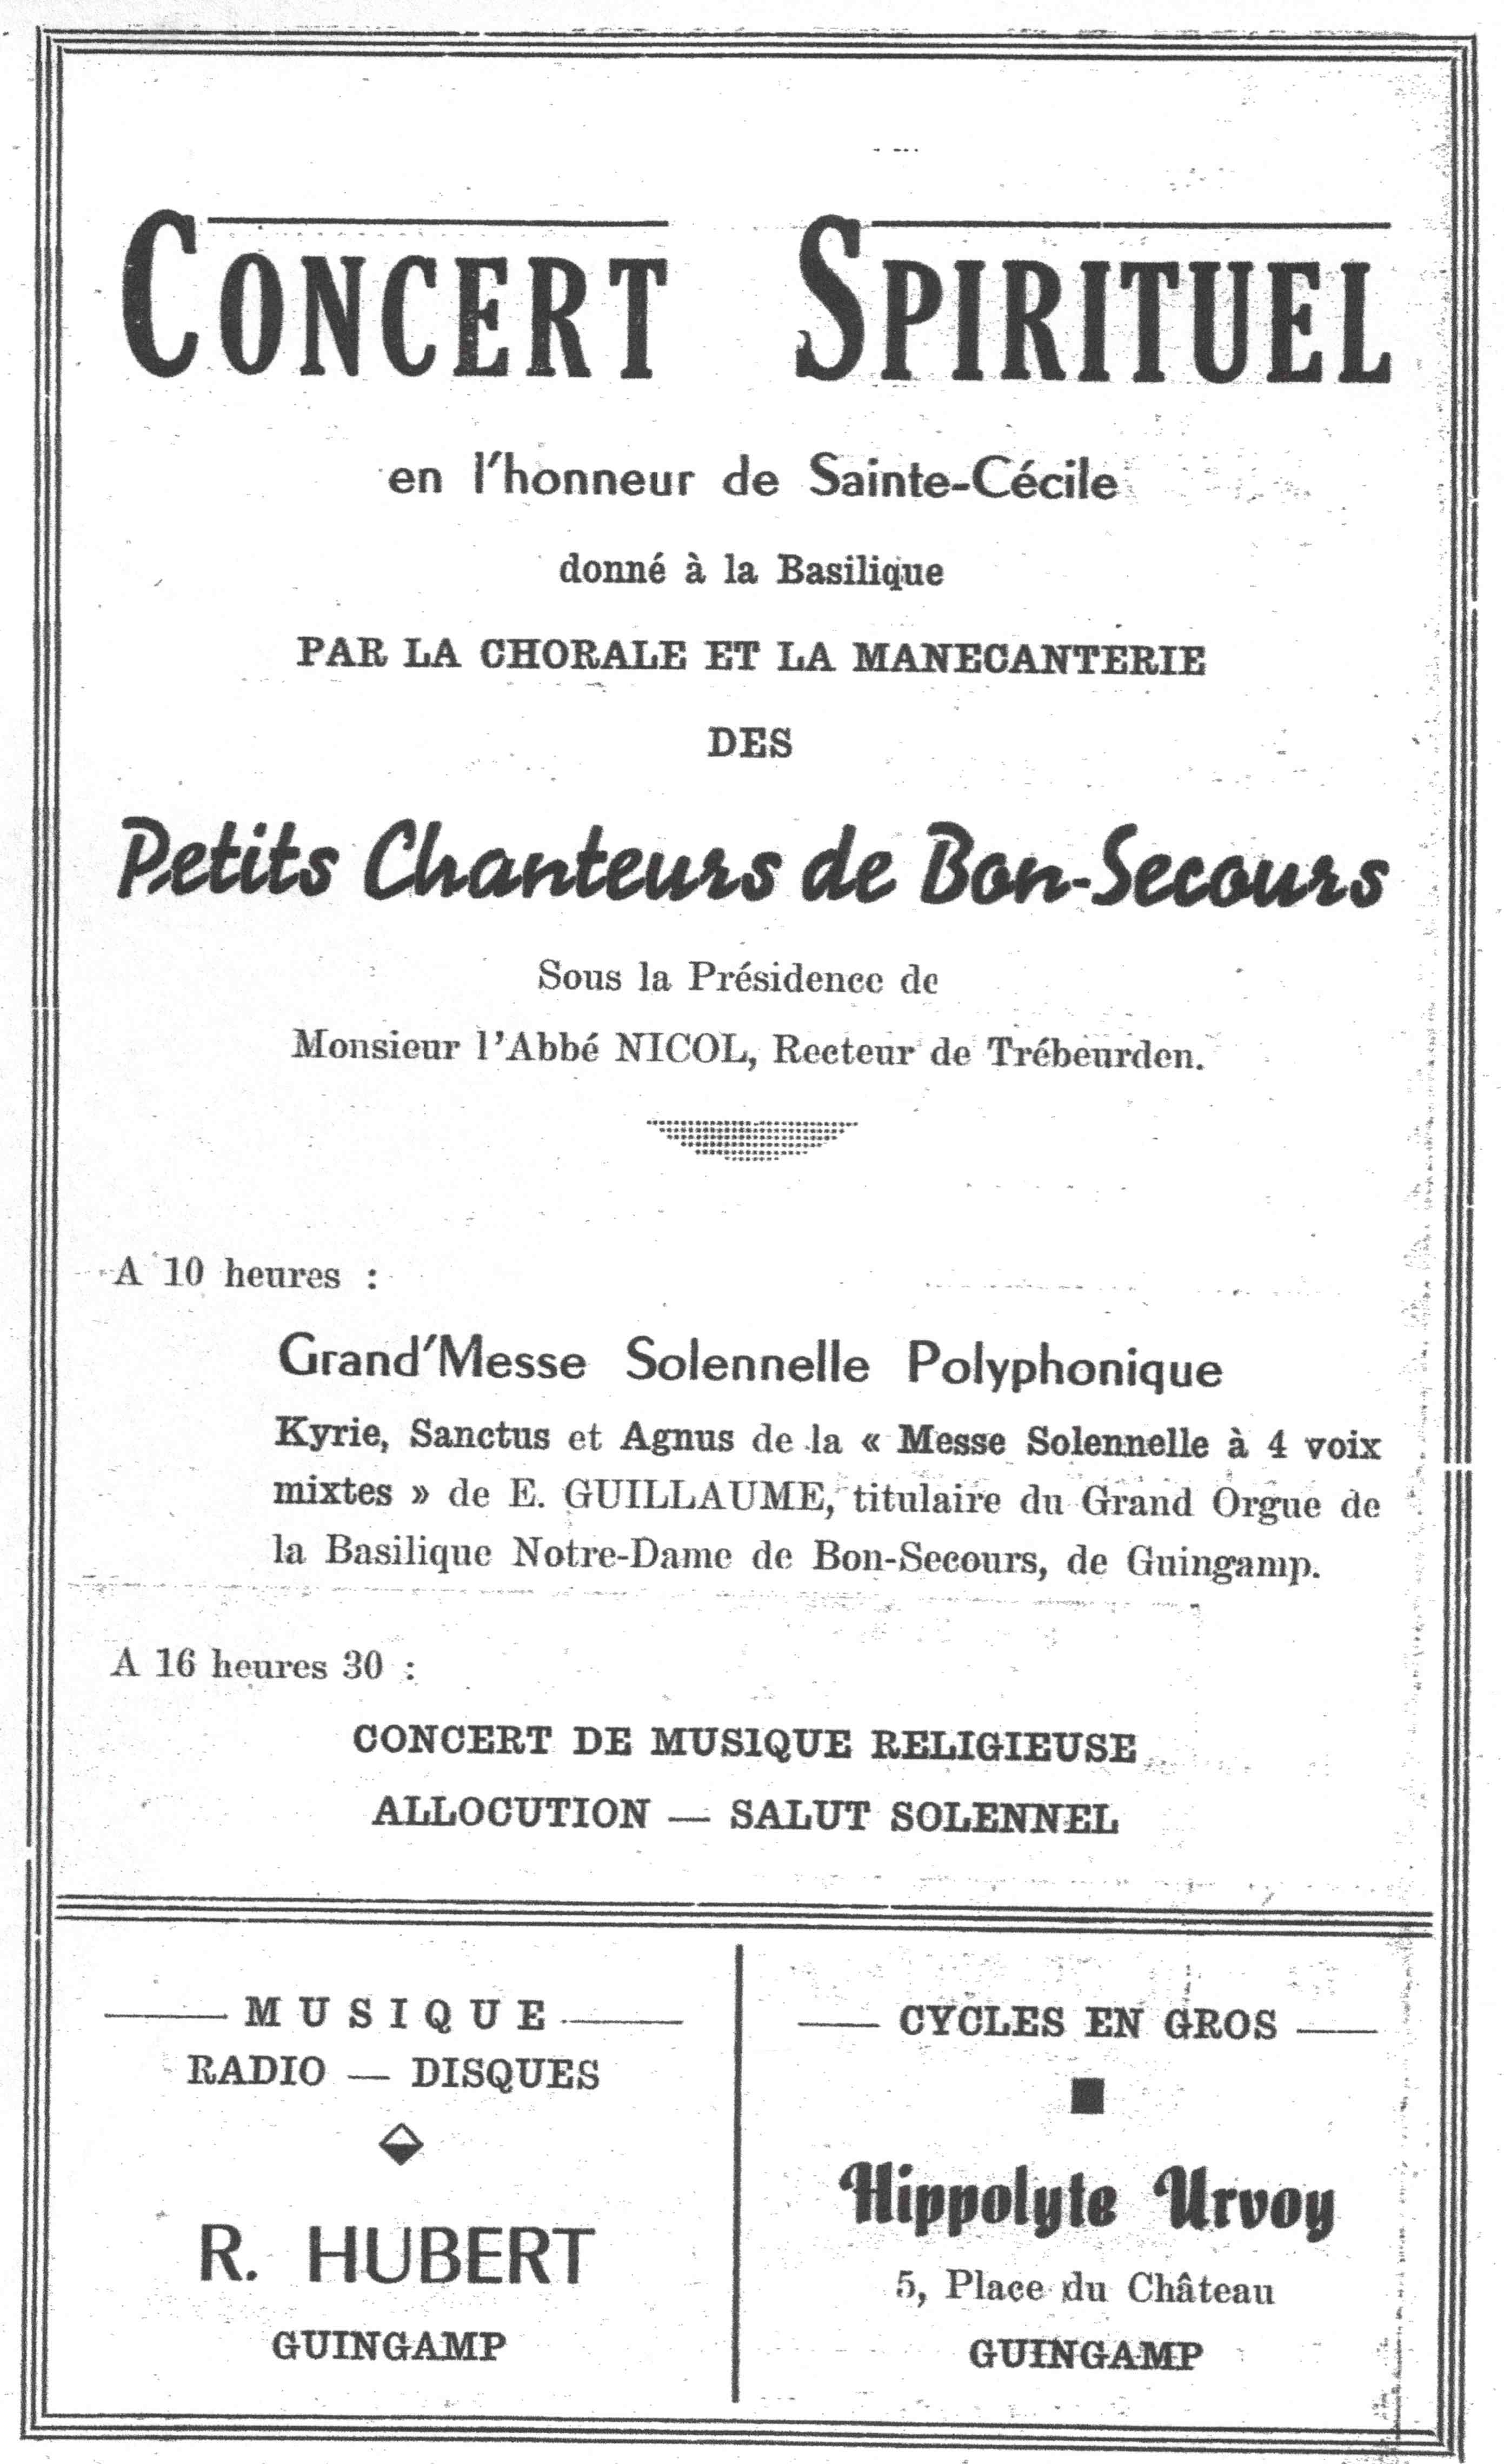 CONCERT SPIRITUEL
en l'honneur de Sainte-Cécile
donné à la Basilique
PAR LA CHORALE ET LA MANECANTERIE
DES
Petits Chanteurs de Bon-Secours
Sous la Présidence de
Monsieur l'Abbé NICOL, Recteur de Trébeurden.
A 10 heures :
Grand'Messe Solennelle Polyphonique
Kyrie, Sanctus et Agnus de la « Messe Solennelle à 4 voix
mixtes » de E. GUILLAUME, titulaire du Grand Orgue de
la Basilique Notre-Dame de Bon-Secours, de Guingamp.
A 16 heures 30 :
CONCERT DE MUSIQUE RELIGIEUSE
ALLOCUTION — SALUT SOLENNEL
MUSIQUE
RADIO — DISQUES
R. HUBERT
GUINGAMP
CYCLES EN GROS
Hippolyte Urvoy
5, Place du Château
GUINGAMP